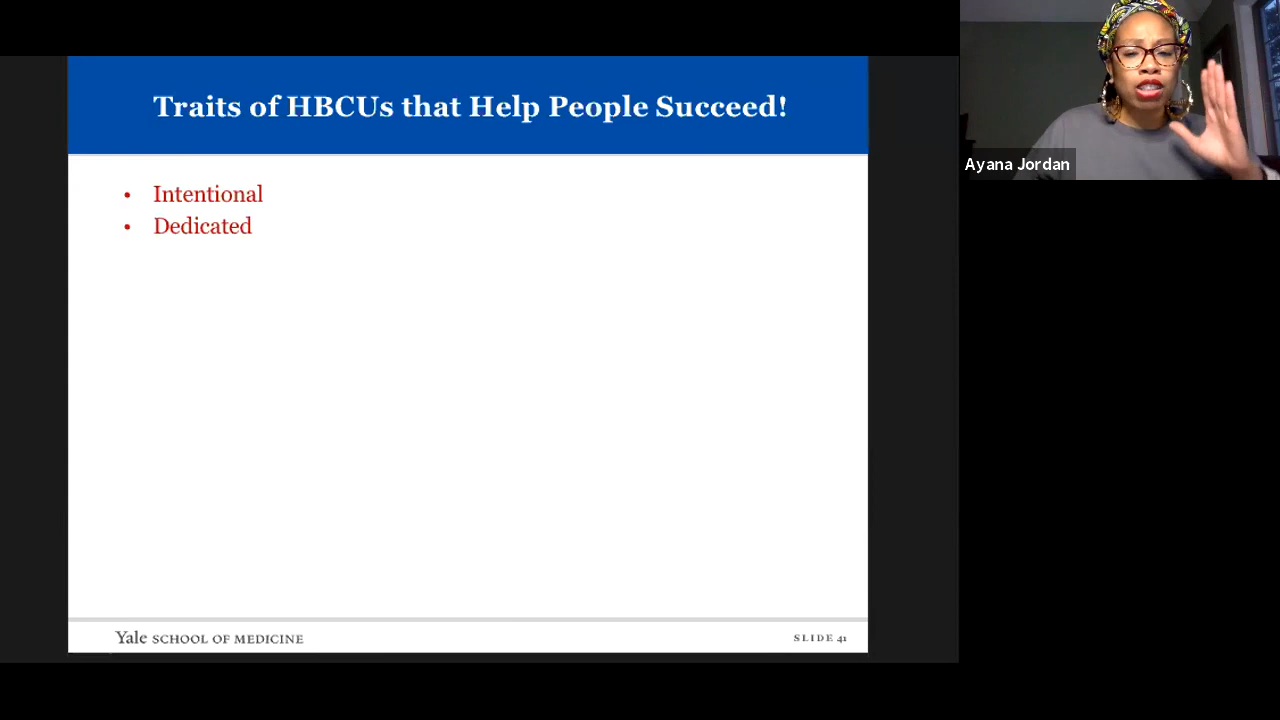 Traits of HBCUs that Help People Succeed!
• Intentional
• Dedicated
Yale SCHOOL OF MEDICINE
SLIDE 41
Ayana Jordan